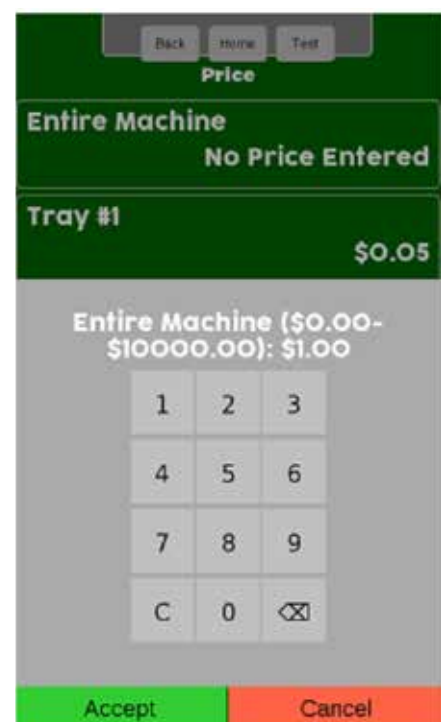 Back Home Test
Price
Entire Machine
No Price Entered
Tray #1
$0.05
Entire Machine ($0.00-
$10000.00): $1.00
1 2 3
4 5 6
7 8 9
C 0 ⌫
Accept Cancel